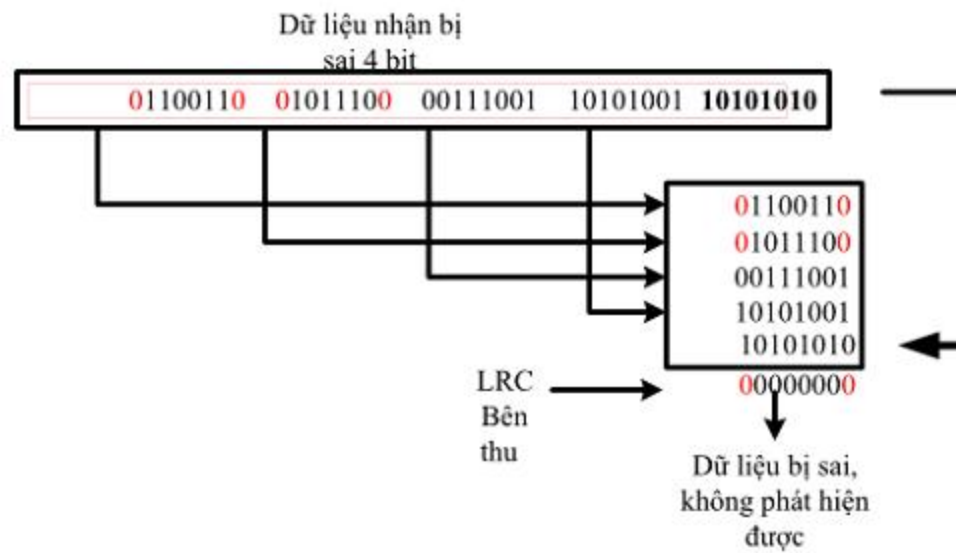 Dữ liệu nhận bị
sai 4 bit
01100110 01011100 00111001 10101001 10101010
01100110
01011100
00111001
10101001
10101010
LRC
Bên
thu
00000000
Dữ liệu bị sai,
không phát hiện
được